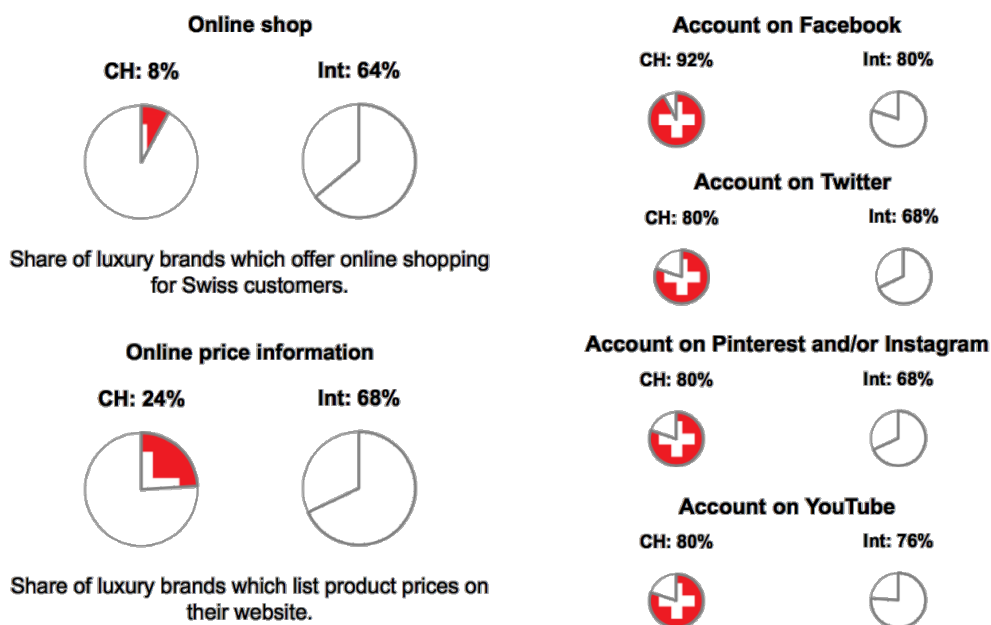 Online shop
CH: 8%
Int: 64%
Share of luxury brands which offer online shopping
for Swiss customers.
Online price information
CH: 24%
Int: 68%
Share of luxury brands which list product prices on
their website.
Account on Facebook
CH: 92%
Int: 80%
Account on Twitter
CH: 80%
Int: 68%
Account on Pinterest and/or Instagram
CH: 80%
Int: 68%
Account on YouTube
CH: 80%
Int: 76%